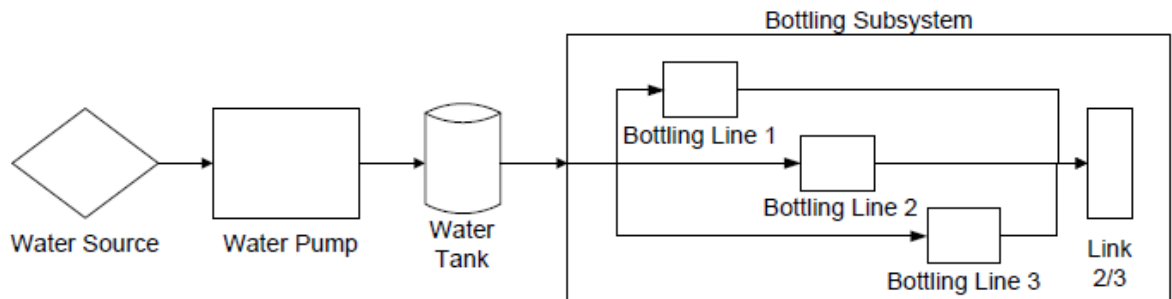 Bottling Subsystem
Bottling Line 1
Bottling Line 2
Bottling Line 3
Water Source
Water Pump
Water
Tank
Link
2/3